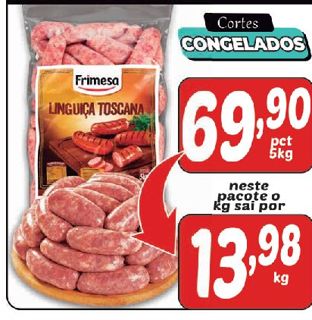 Cortes
CONGELADOS
Frimesa
LINGUIÇA TOSCANA
69,90
pct
5kg
neste
pacote o
kg sai por
13,98
kg